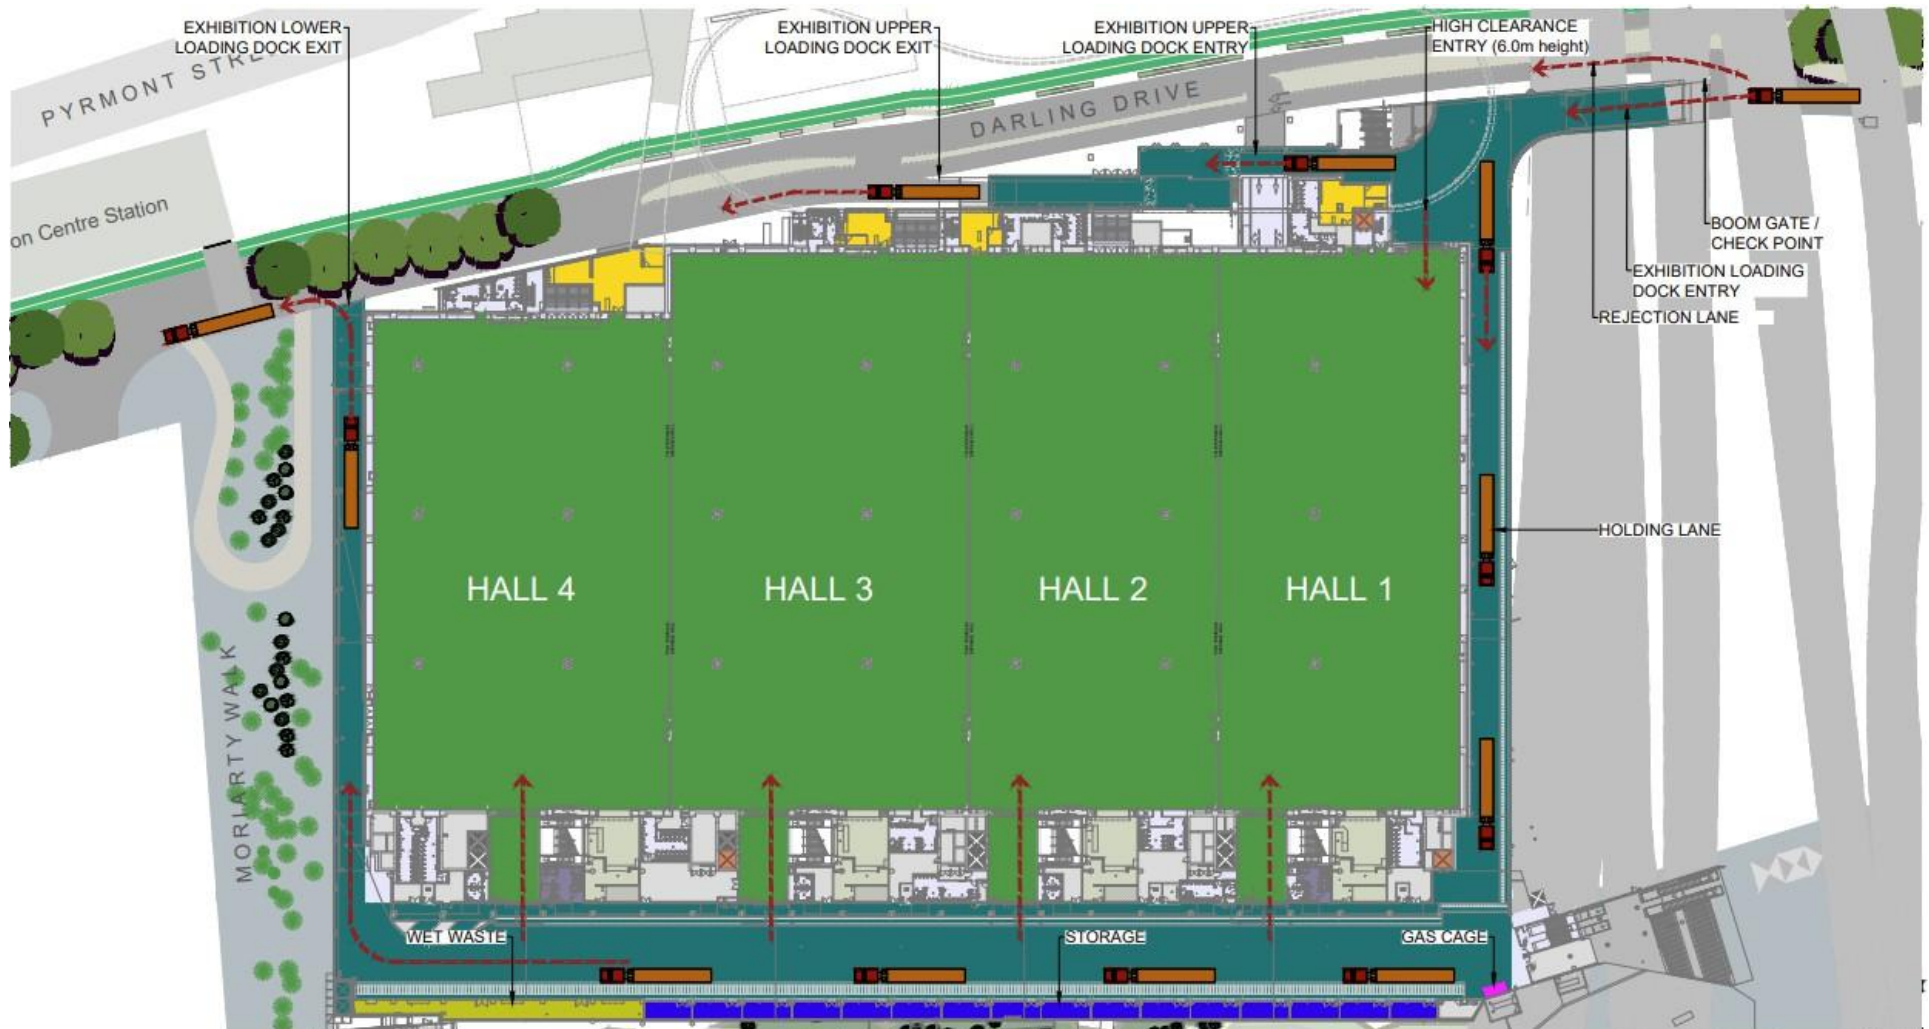 EXHIBITION LOWER
LOADING DOCK EXIT
EXHIBITION UPPER
LOADING DOCK EXIT
EXHIBITION UPPER
LOADING DOCK ENTRY
HIGH CLEARANCE
ENTRY (6.0m height)
PYRMONT
DARLING DRIVE
on Centre Station
BOOM GATE /
CHECK POINT
EXHIBITION LOADING
DOCK ENTRY
REJECTION LANE
HOLDING LANE
HALL 4
HALL 3
HALL 2
HALL 1
MORIARTY WALK
WET WASTE
STORAGE
GAS CAGE